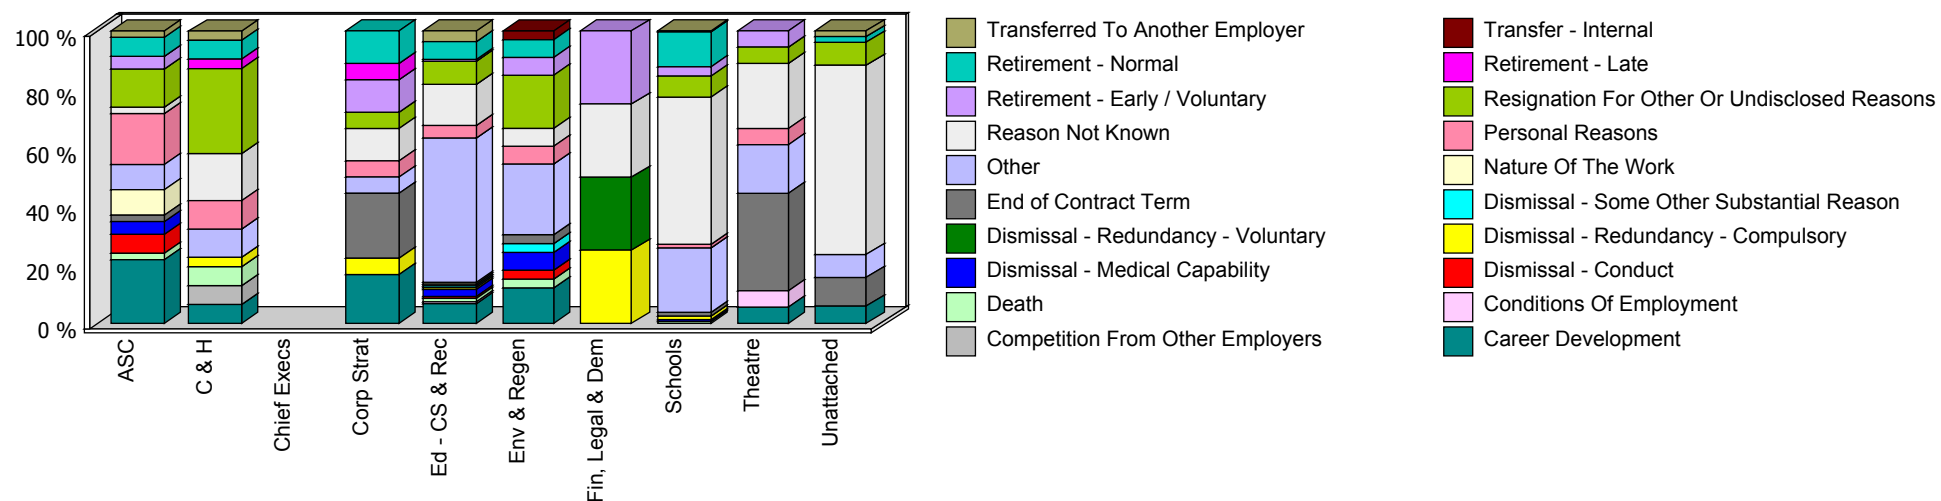 100 %
80 %
60 %
40 %
20 %
0 %
ASC
C & H
Chief Execs
Corp Strat
Ed - CS & Rec
Env & Regen
Fin, Legal & Dem
Schools
Theatre
Unattached
Transferred To Another Employer
Transfer - Internal
Retirement - Normal
Retirement - Late
Retirement - Early / Voluntary
Resignation For Other Or Undisclosed Reasons
Reason Not Known
Personal Reasons
Other
Nature Of The Work
End of Contract Term
Dismissal - Some Other Substantial Reason
Dismissal - Redundancy - Voluntary
Dismissal - Redundancy - Compulsory
Dismissal - Medical Capability
Dismissal - Conduct
Death
Conditions Of Employment
Competition From Other Employers
Career Development